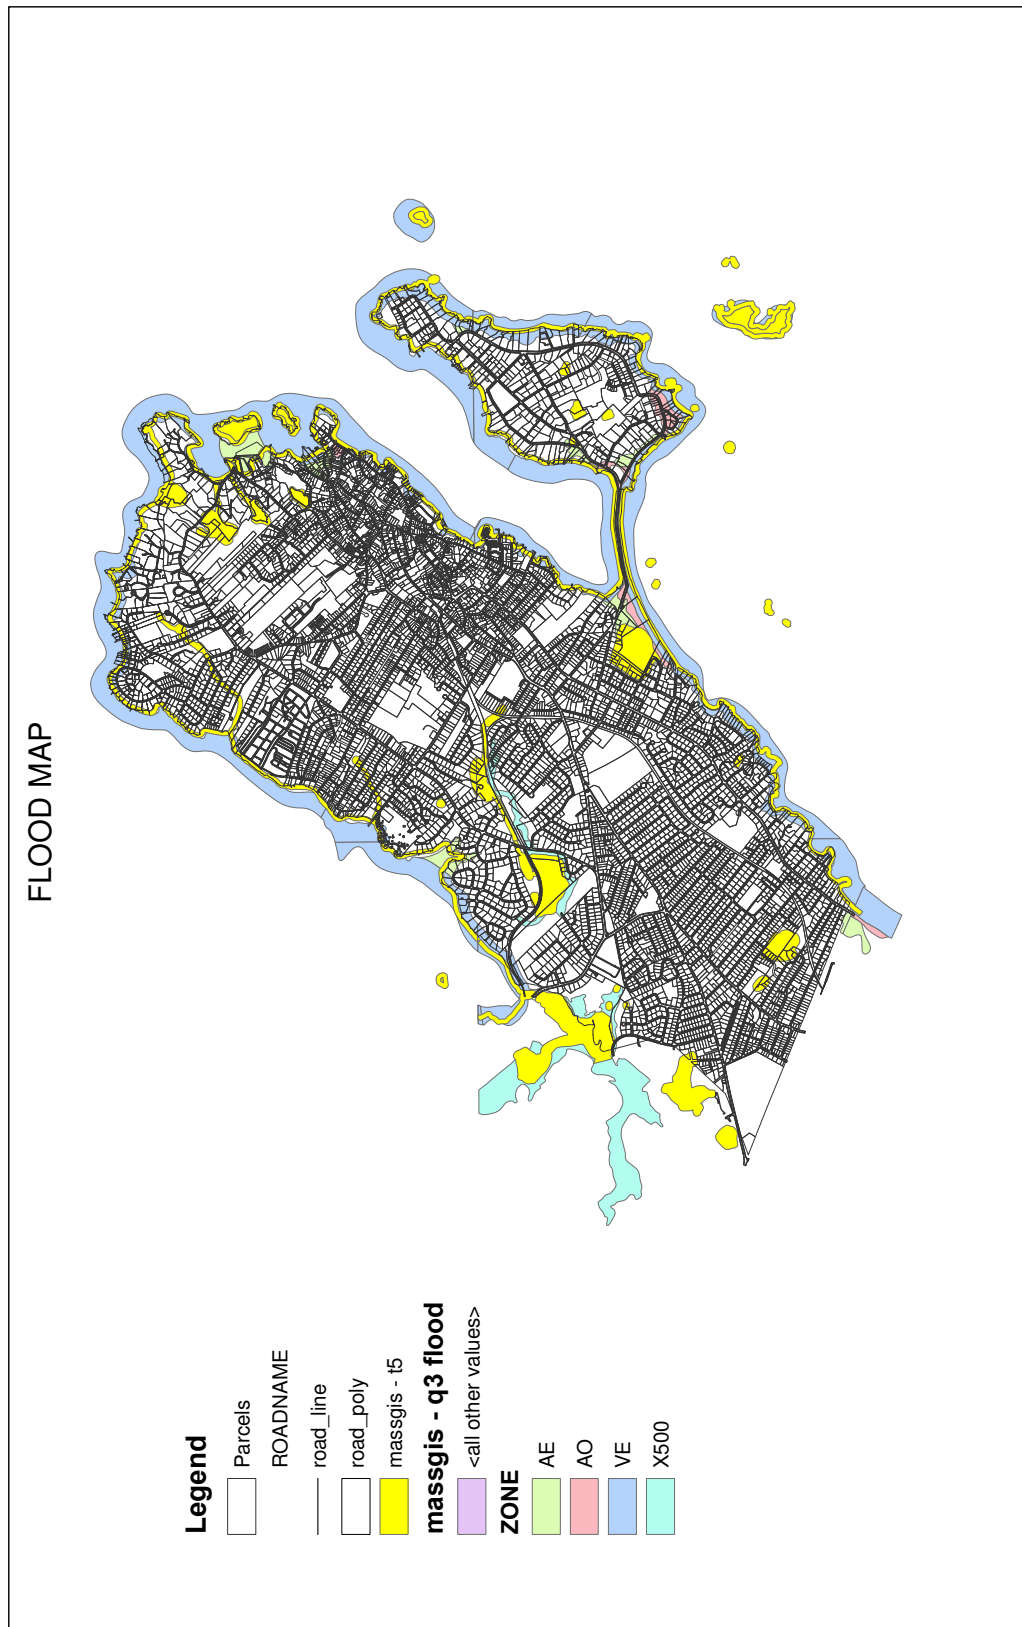 FLOOD MAP
Legend
Parcels
ROADNAME
road_line
road_poly
massgis - t5
massgis - q3 flood
<all other values>
ZONE
AE
AO
VE
X500